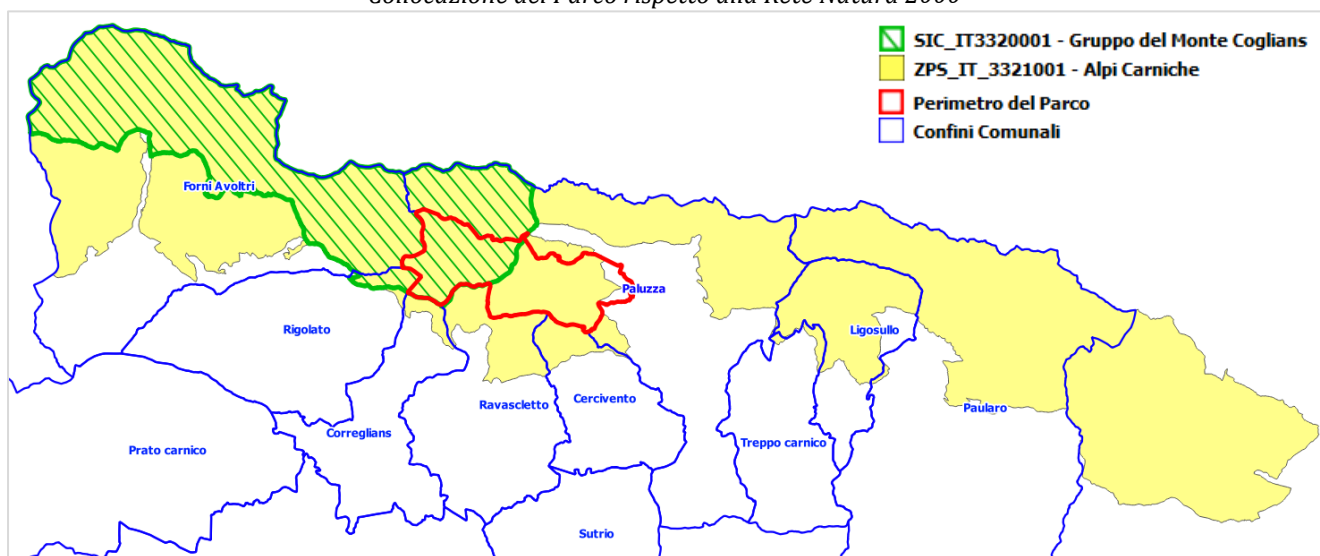 Collocazione del Parco rispetto alla Rete Natura 2000
SIC_IT3320001 - Gruppo del Monte Coglians
ZPS_IT_3321001 - Alpi Carniche
Perimetro del Parco
Confini Comunali
Forni Avoltri
Paluzza
Rigolato
Ligosullo
Ravascletto
Cercivento
Paularo
Correglians
Treppo carnico
Prato carnico
Sutrio